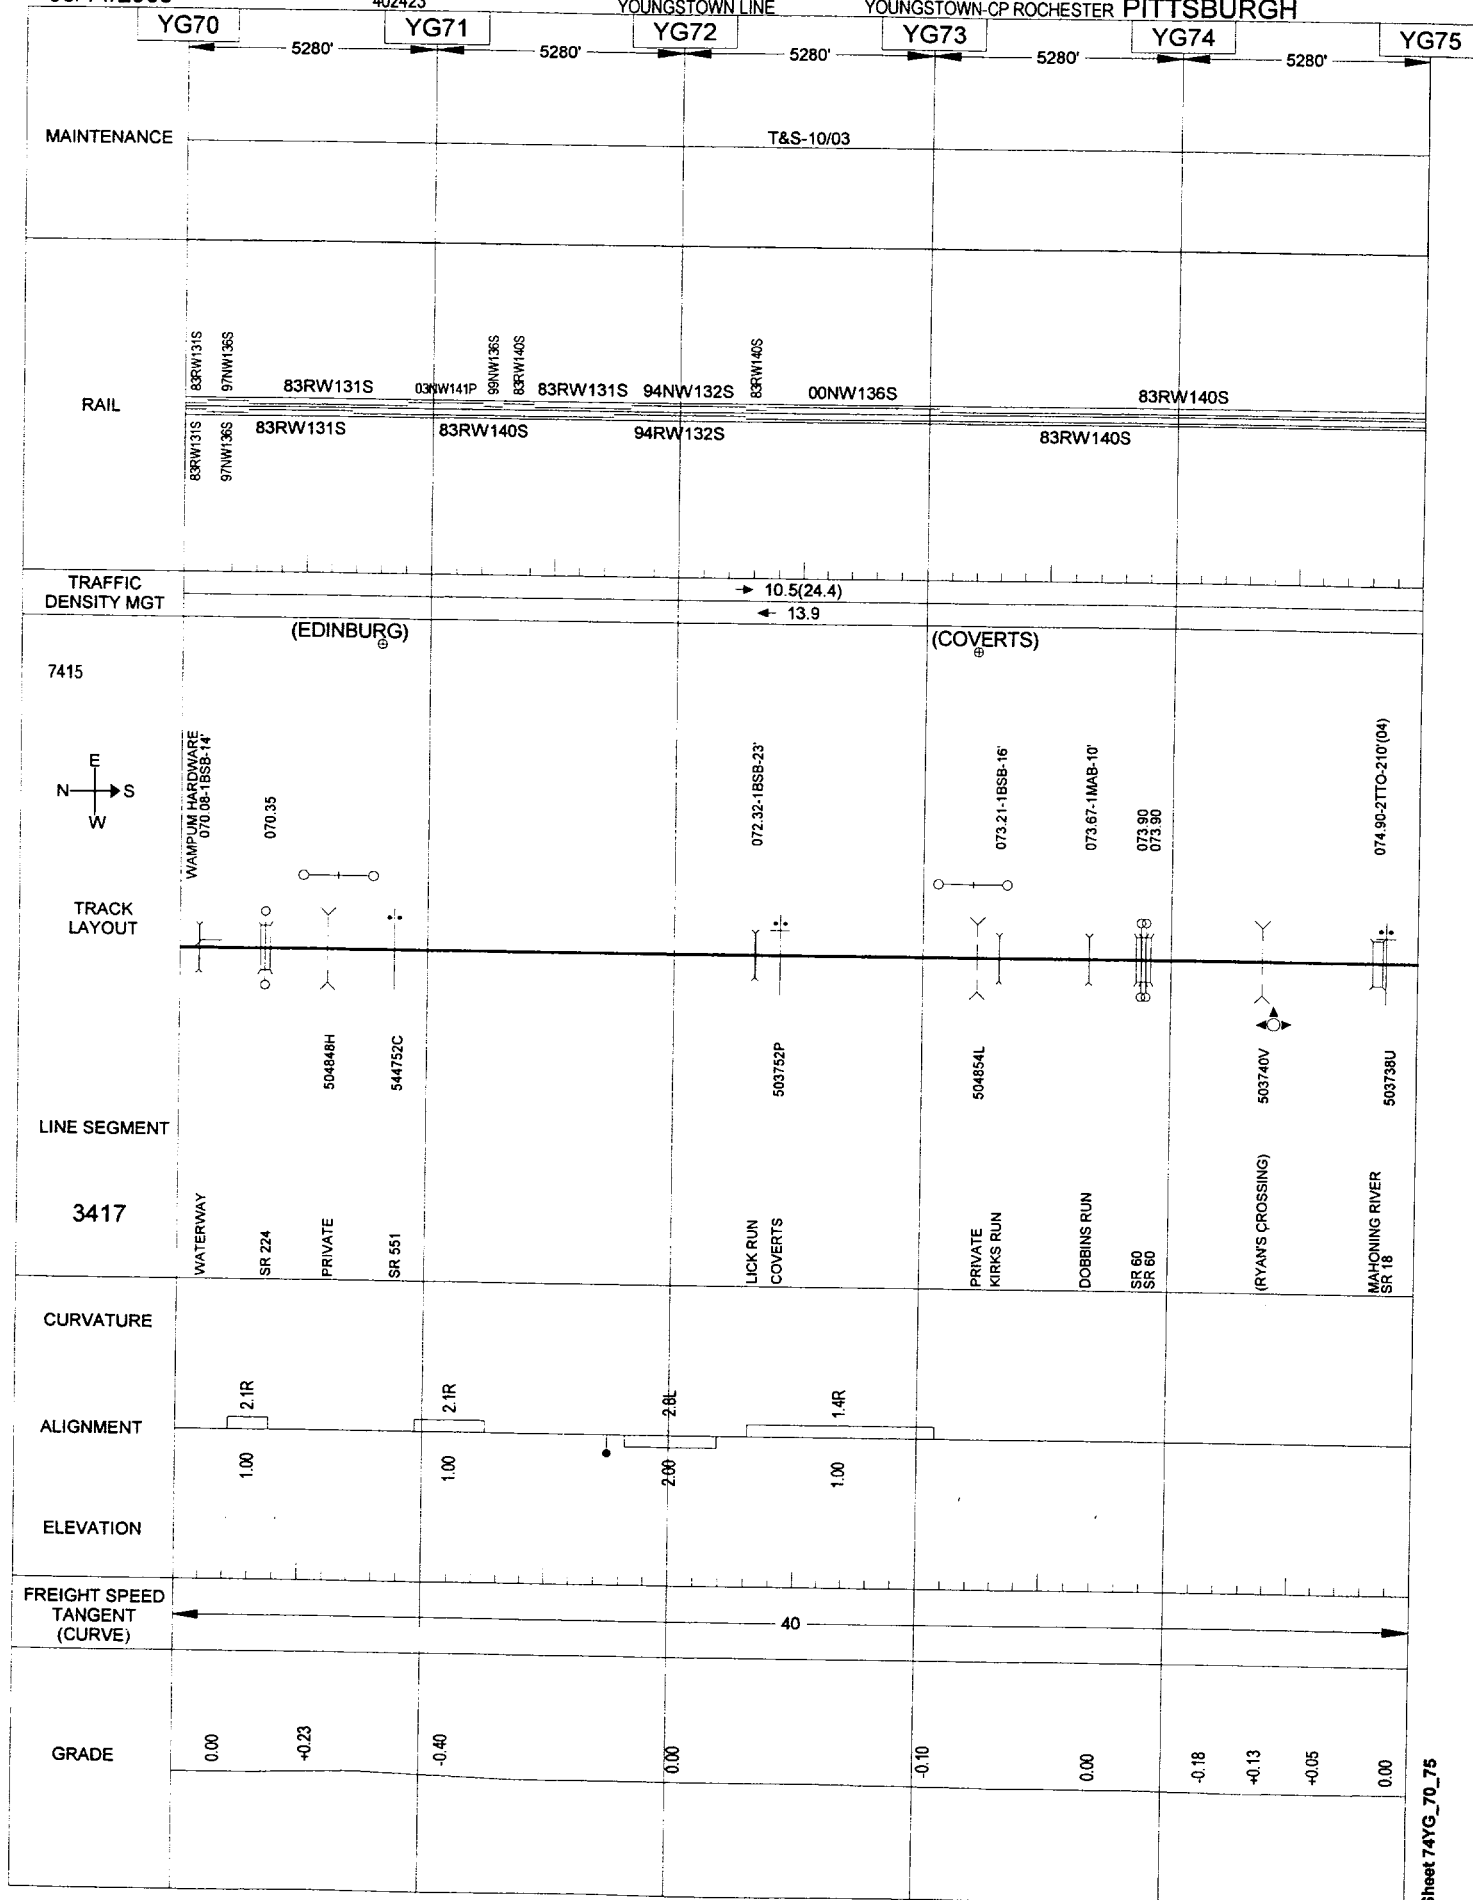 402423
YOUNGSTOWN LINE
YOUNGSTOWN-CP ROCHESTER PITTSBURGH
YG70
YG71
YG72
YG73
YG74
YG75
5280'
5280'
5280'
5280'
5280'
MAINTENANCE
T&S-10/03
RAIL
83RW131S
97NW136S
83RW131S
03NW141P
99NW136S
83RW140S
83RW131S
94NW132S
83RW140S
00NW136S
83RW140S
83RW131S
97NW136S
83RW131S
83RW140S
94RW132S
83RW140S
TRAFFIC
DENSITY MGT
10.5(24.4)
13.9
(EDINBURG)
(COVERTS)
7415
E
N S
W
WAMPUM HARDWARE
070.08-1BSB-14'
070.35
072.32-1BSB-23'
073.21-1BSB-16'
073.67-1MAB-10'
073.90
073.90
074.90-2TTO-210'(04)
TRACK
LAYOUT
504848H
544752C
503752P
504854L
503740V
503738U
LINE SEGMENT
3417
WATERWAY
SR 224
PRIVATE
SR 551
LICK RUN
COVERTS
PRIVATE
KIRKS RUN
DOBBINS RUN
SR 60
SR 60
(RYAN'S CROSSING)
MAHONING RIVER
SR 18
CURVATURE
2.1R
2.1R
1.4R
ALIGNMENT
1.00
1.00
2.00
1.00
ELEVATION
FREIGHT SPEED
TANGENT
(CURVE)
40
GRADE
0.00
+0.23
-0.40
0.00
-0.10
0.00
-0.18
+0.13
+0.05
0.00
Sheet 74YG_70_75